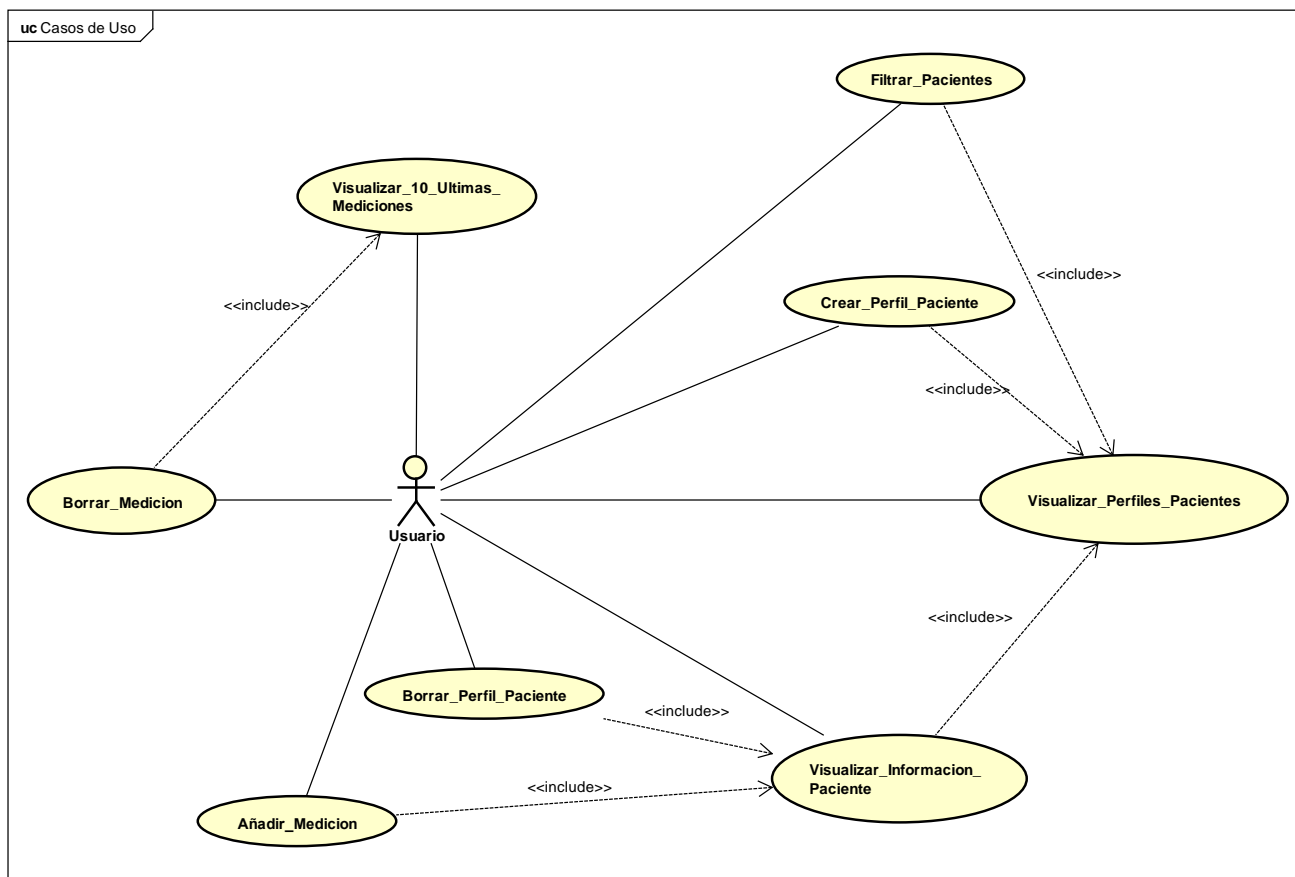 uc Casos de Uso
Filtrar_Pacientes
Visualizar_10_Ultimas_
Mediciones
<<include>>
<<include>>
Crear_Perfil_Paciente
<<include>>
Borrar_Medicion
Usuario
Visualizar_Perfiles_Pacientes
<<include>>
Borrar_Perfil_Paciente
<<include>>
Visualizar_Informacion_
Paciente
<<include>>
Añadir_Medicion